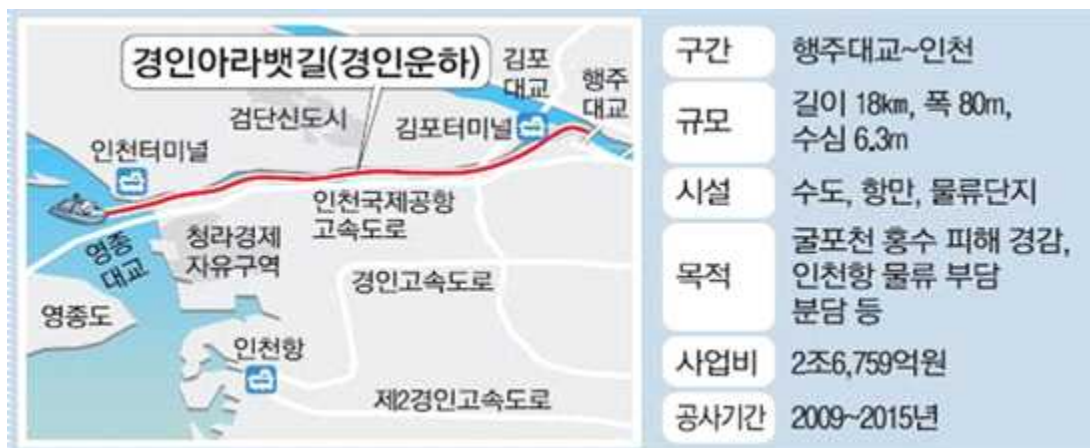 경인아라뱃길(경인운하)
김포
대교
행주
대교
검단신도시
김포터미널
인천터미널
인천국제공항
고속도로
영종
대교
청라경제
자유구역
경인고속도로
영종도
인천항
제2경인고속도로
구간 행주대교~인천
규모 길이 18㎞, 폭 80m,
수심 6.3m
시설 수도, 항만, 물류단지
목적 굴포천 홍수 피해 경감,
인천항 물류 부담
분담 등
사업비 2조6,759억원
공사기간 2009~2015년